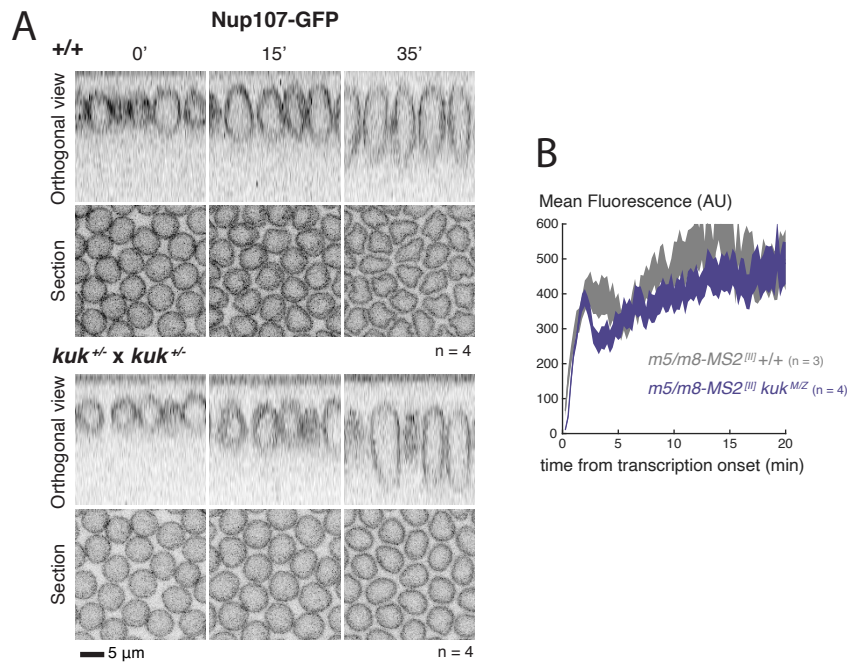 A
Nup107-GFP
+/+
0' 15' 35'
Orthogonal view
Section
n = 4
kuk +/- x kuk +/-
Orthogonal view
Section
5 µm
n = 4
B
Mean Fluorescence (AU)
600
500
400
300
200
100
0
m5/m8-MS2 [II] +/+ (n = 3)
m5/m8-MS2 [II] kuk M/Z (n = 4)
0 5 10 15 20
time from transcription onset (min)